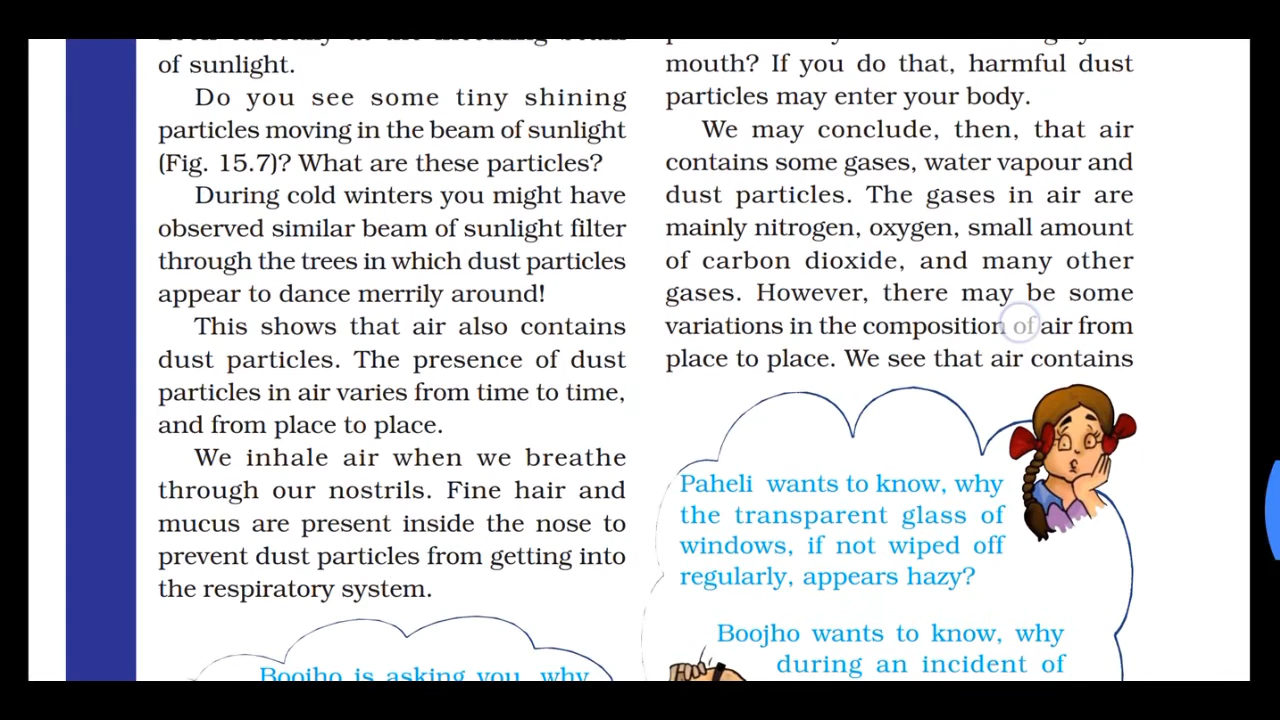 of sunlight.
Do you see some tiny shining
particles moving in the beam of sunlight
(Fig. 15.7)? What are these particles?
During cold winters you might have
observed similar beam of sunlight filter
through the trees in which dust particles
appear to dance merrily around!
This shows that air also contains
dust particles. The presence of dust
particles in air varies from time to time,
and from place to place.
We inhale air when we breathe
through our nostrils. Fine hair and
mucus are present inside the nose to
prevent dust particles from getting into
the respiratory system.
Boojho is asking you, why
mouth? If you do that, harmful dust
particles may enter your body.
We may conclude, then, that air
contains some gases, water vapour and
dust particles. The gases in air are
mainly nitrogen, oxygen, small amount
of carbon dioxide, and many other
gases. However, there may be some
variations in the composition of air from
place to place. We see that air contains
Paheli wants to know, why
the transparent glass of
windows, if not wiped off
regularly, appears hazy?
Boojho wants to know, why
during an incident of